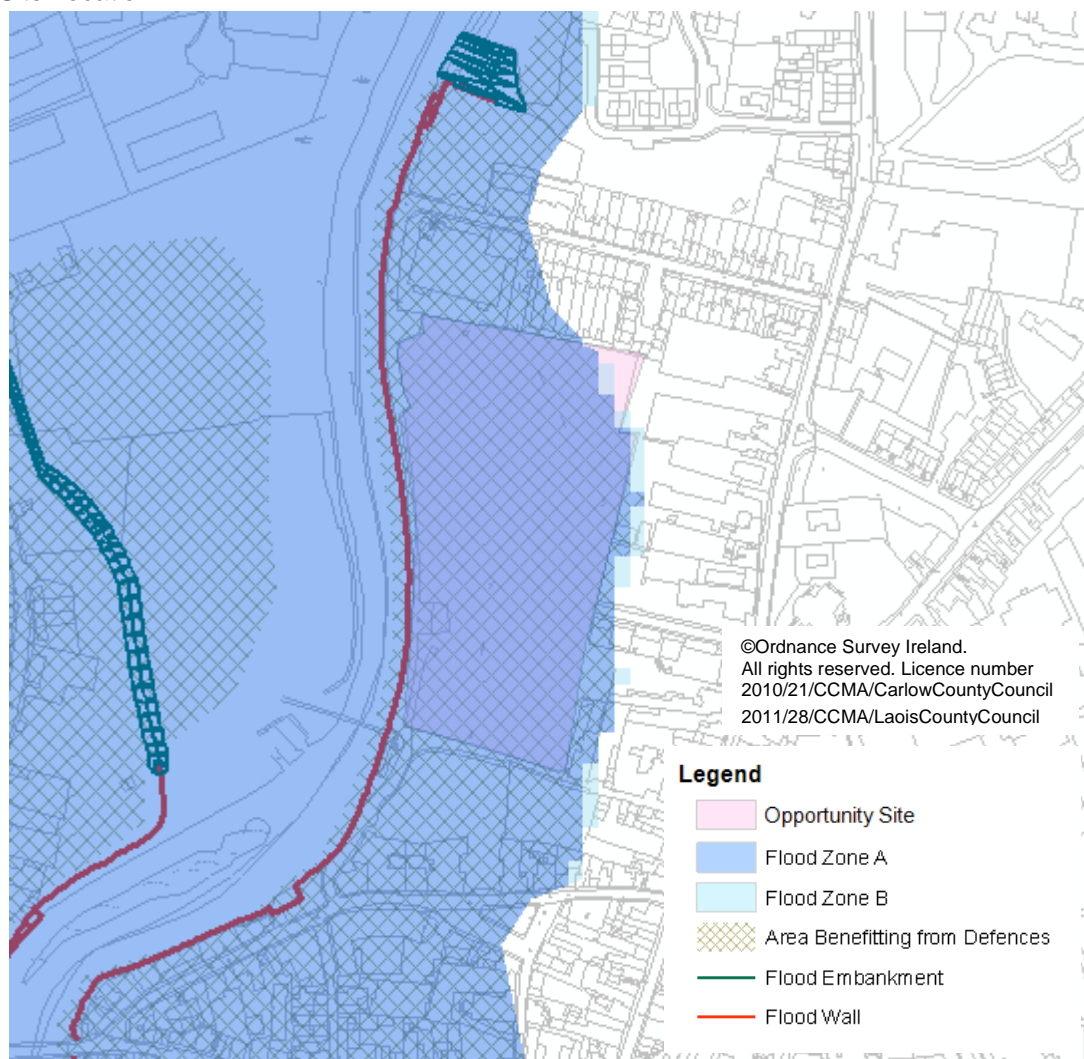 ©Ordnance Survey Ireland.
All rights reserved. Licence number
2010/21/CCMA/CarlowCountyCouncil
2011/28/CCMA/LaoisCountyCouncil
Legend
Opportunity Site
Flood Zone A
Flood Zone B
Area Benefitting from Defences
Flood Embankment
Flood Wall